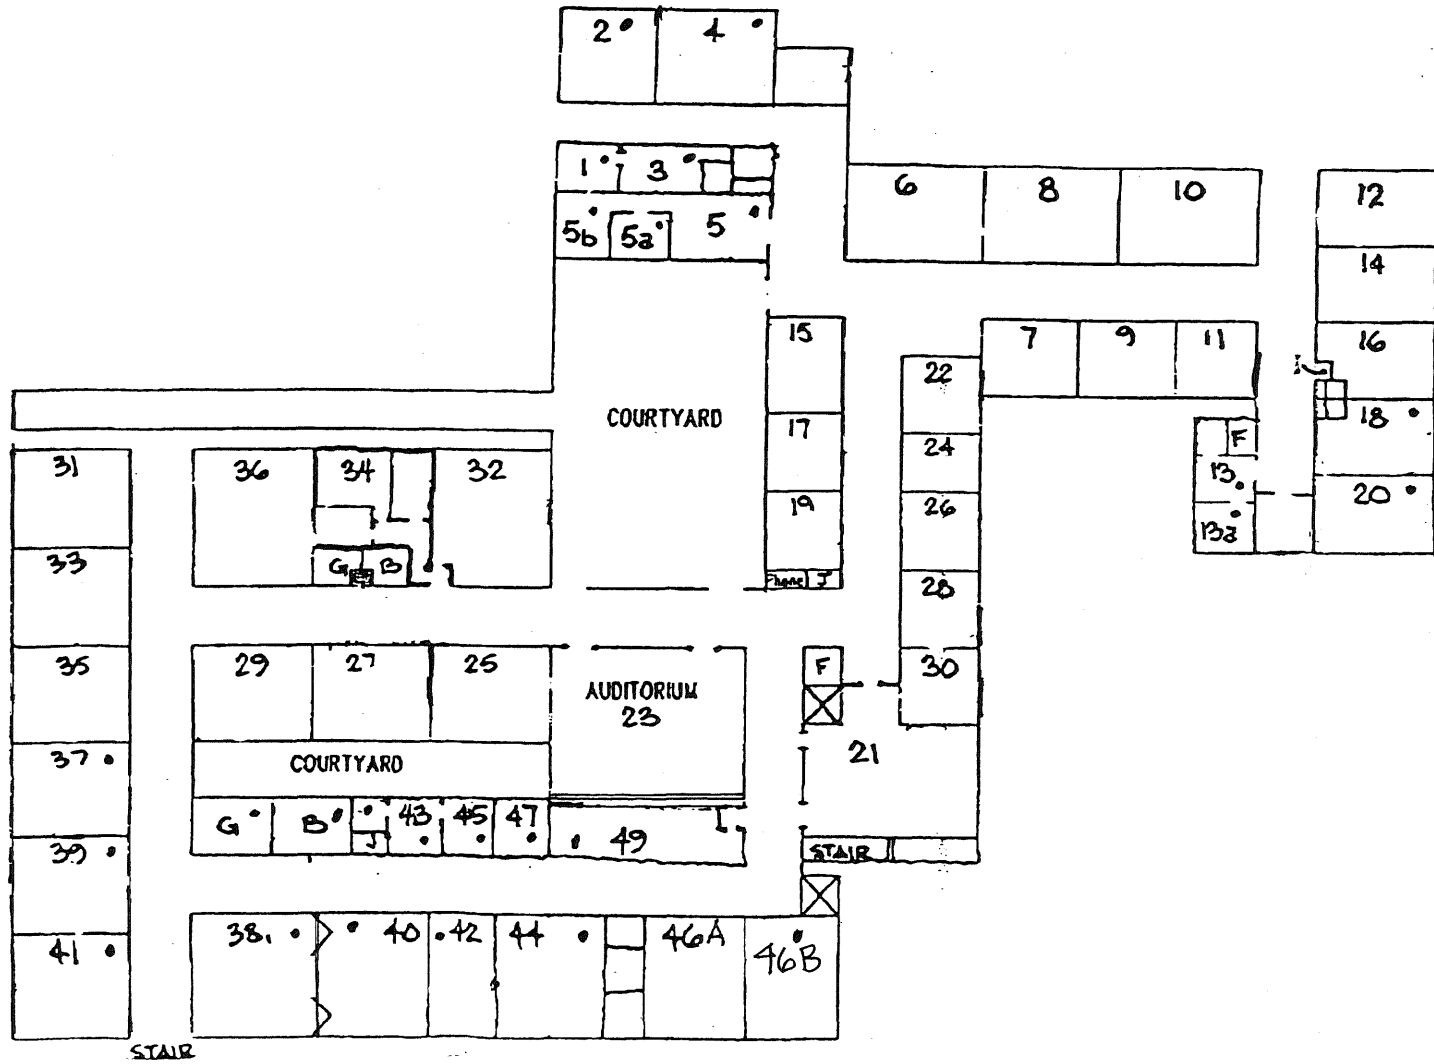 2 4
1 3
5b 5a 5
6 8 10 12
14
15 7 9 11 16
22
COURTYARD 17 24 18
F
31 36 34 32 13 20
19 26 13a
33 G B
Phone J 28
35 29 27 25 F 30
AUDITORIUM
23
37 COURTYARD 21
G B 43 45 47
39 J 49 STAIR
38 40 42 44 46A
41 46B
STAIR